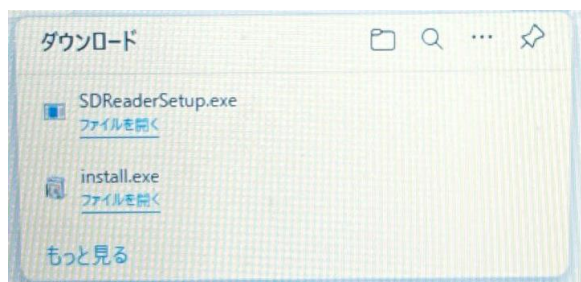 ダウンロード
SDReaderSetup.exe
ファイルを開く
install.exe
ファイルを開く
もっと見る